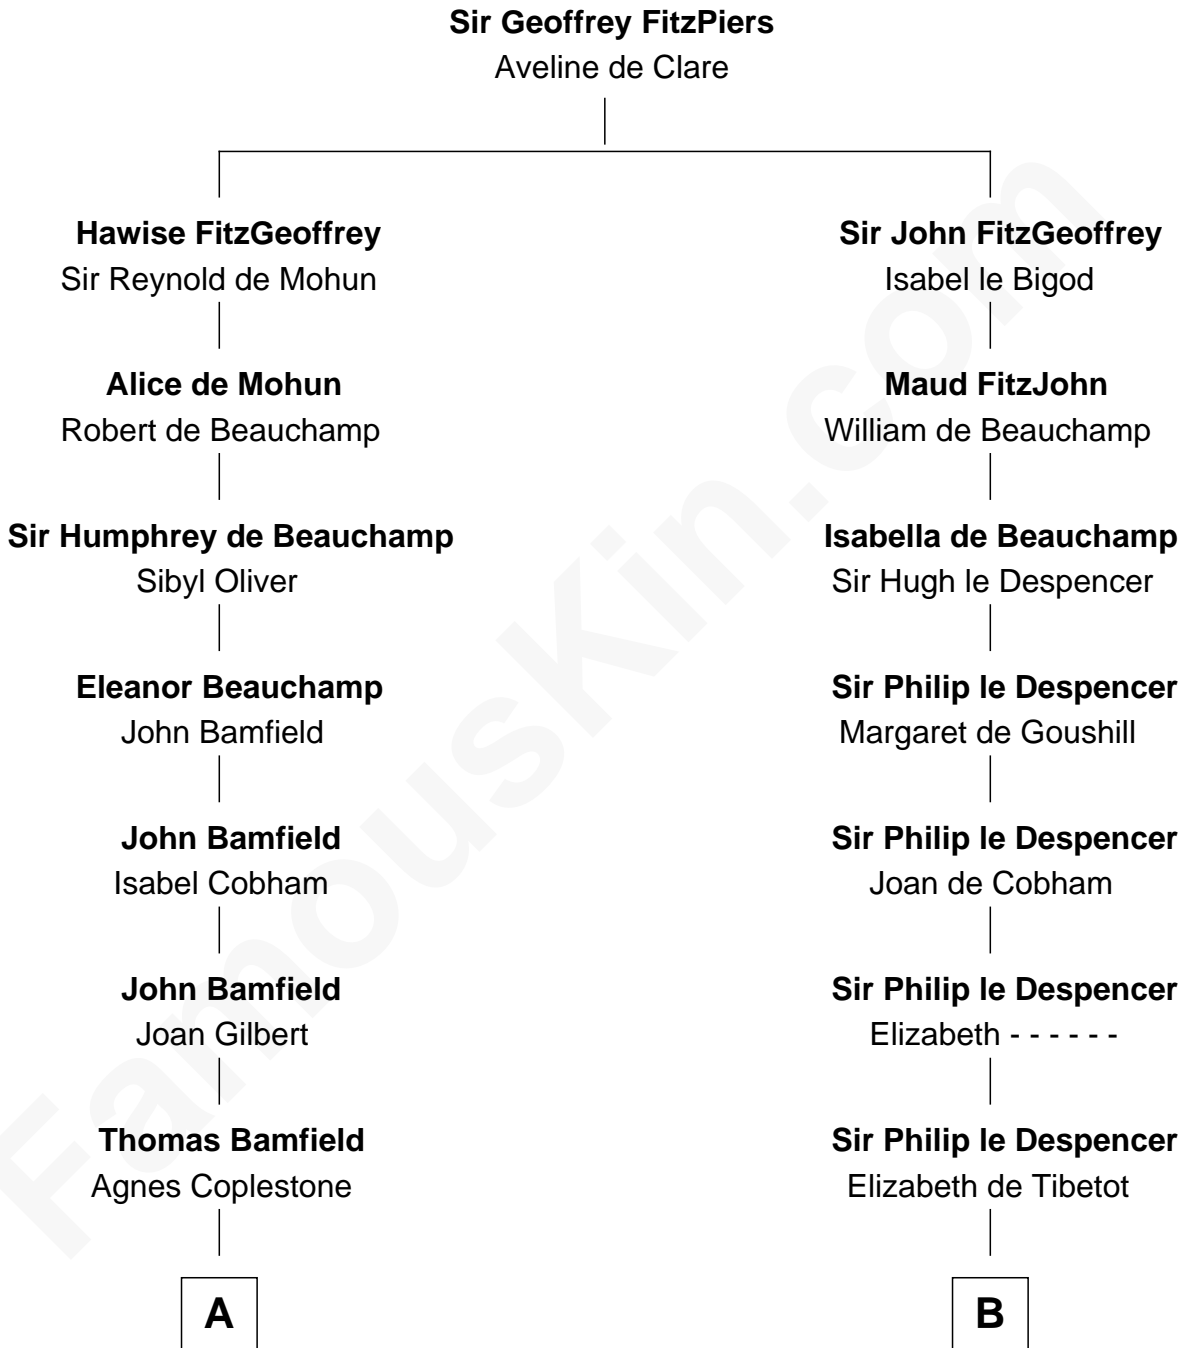 Sir Geoffrey FitzPiers
Aveline de Clare
Hawise FitzGeoffrey
Sir Reynold de Mohun
Alice de Mohun
Robert de Beauchamp
Sir Humphrey de Beauchamp
Sibyl Oliver
Eleanor Beauchamp
John Bamfield
John Bamfield
Isabel Cobham
John Bamfield
Joan Gilbert
Thomas Bamfield
Agnes Coplestone
A
Sir John FitzGeoffrey
Isabel le Bigod
Maud FitzJohn
William de Beauchamp
Isabella de Beauchamp
Sir Hugh le Despencer
Sir Philip le Despencer
Margaret de Goushill
Sir Philip le Despencer
Joan de Cobham
Sir Philip le Despencer
Elizabeth - - - - - -
Sir Philip le Despencer
Elizabeth de Tibetot
B
FamousKin.com